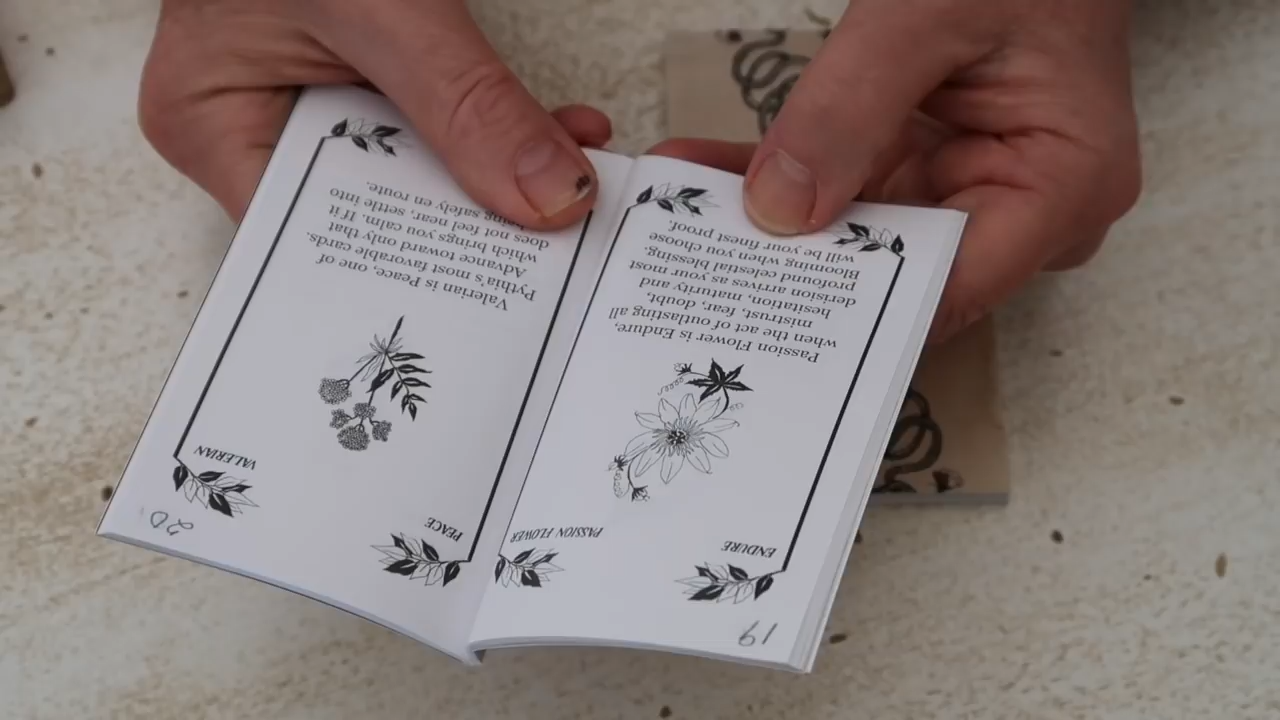 19
ENDURE
PASSION FLOWER
Passion Flower is Endure,
when the act of outlasting all
mistrust, fear, doubt,
hesitation, maturity and
derision arrives as your most
profound celestial blessing.
Blooming when you choose
will be your finest proof.
20
PEACE
VALERIAN
Valerian is Peace, one of
Pythia's most favorable cards.
Advance toward only that
which brings you calm. If it
does not feel near, settle into
being safely en route.